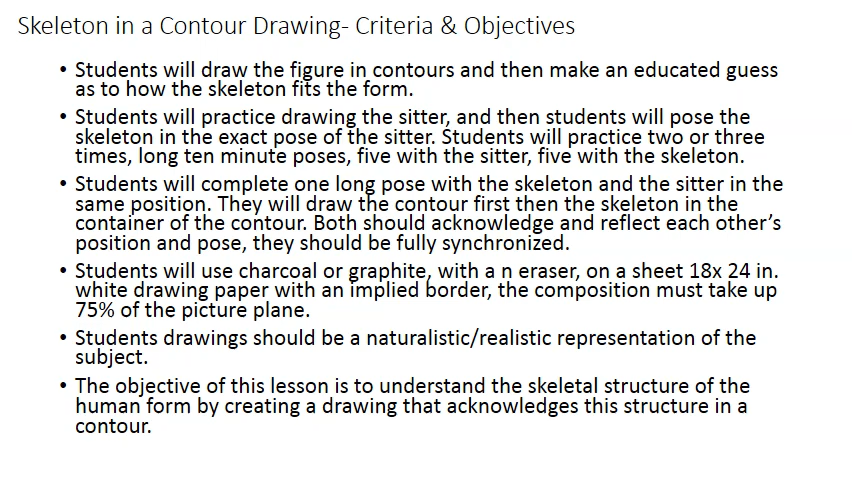 Skeleton in a Contour Drawing- Criteria & Objectives
• Students will draw the figure in contours and then make an educated guess
as to how the skeleton fits the form.
• Students will practice drawing the sitter, and then students will pose the
skeleton in the exact pose of the sitter. Students will practice two or three
times, long ten minute poses, five with the sitter, five with the skeleton.
• Students will complete one long pose with the skeleton and the sitter in the
same position. They will draw the contour first then the skeleton in the
container of the contour. Both should acknowledge and reflect each other’s
position and pose, they should be fully synchronized.
• Students will use charcoal or graphite, with a n eraser, on a sheet 18x 24 in.
white drawing paper with an implied border, the composition must take up
75% of the picture plane.
• Students drawings should be a naturalistic/realistic representation of the
subject.
• The objective of this lesson is to understand the skeletal structure of the
human form by creating a drawing that acknowledges this structure in a
contour.